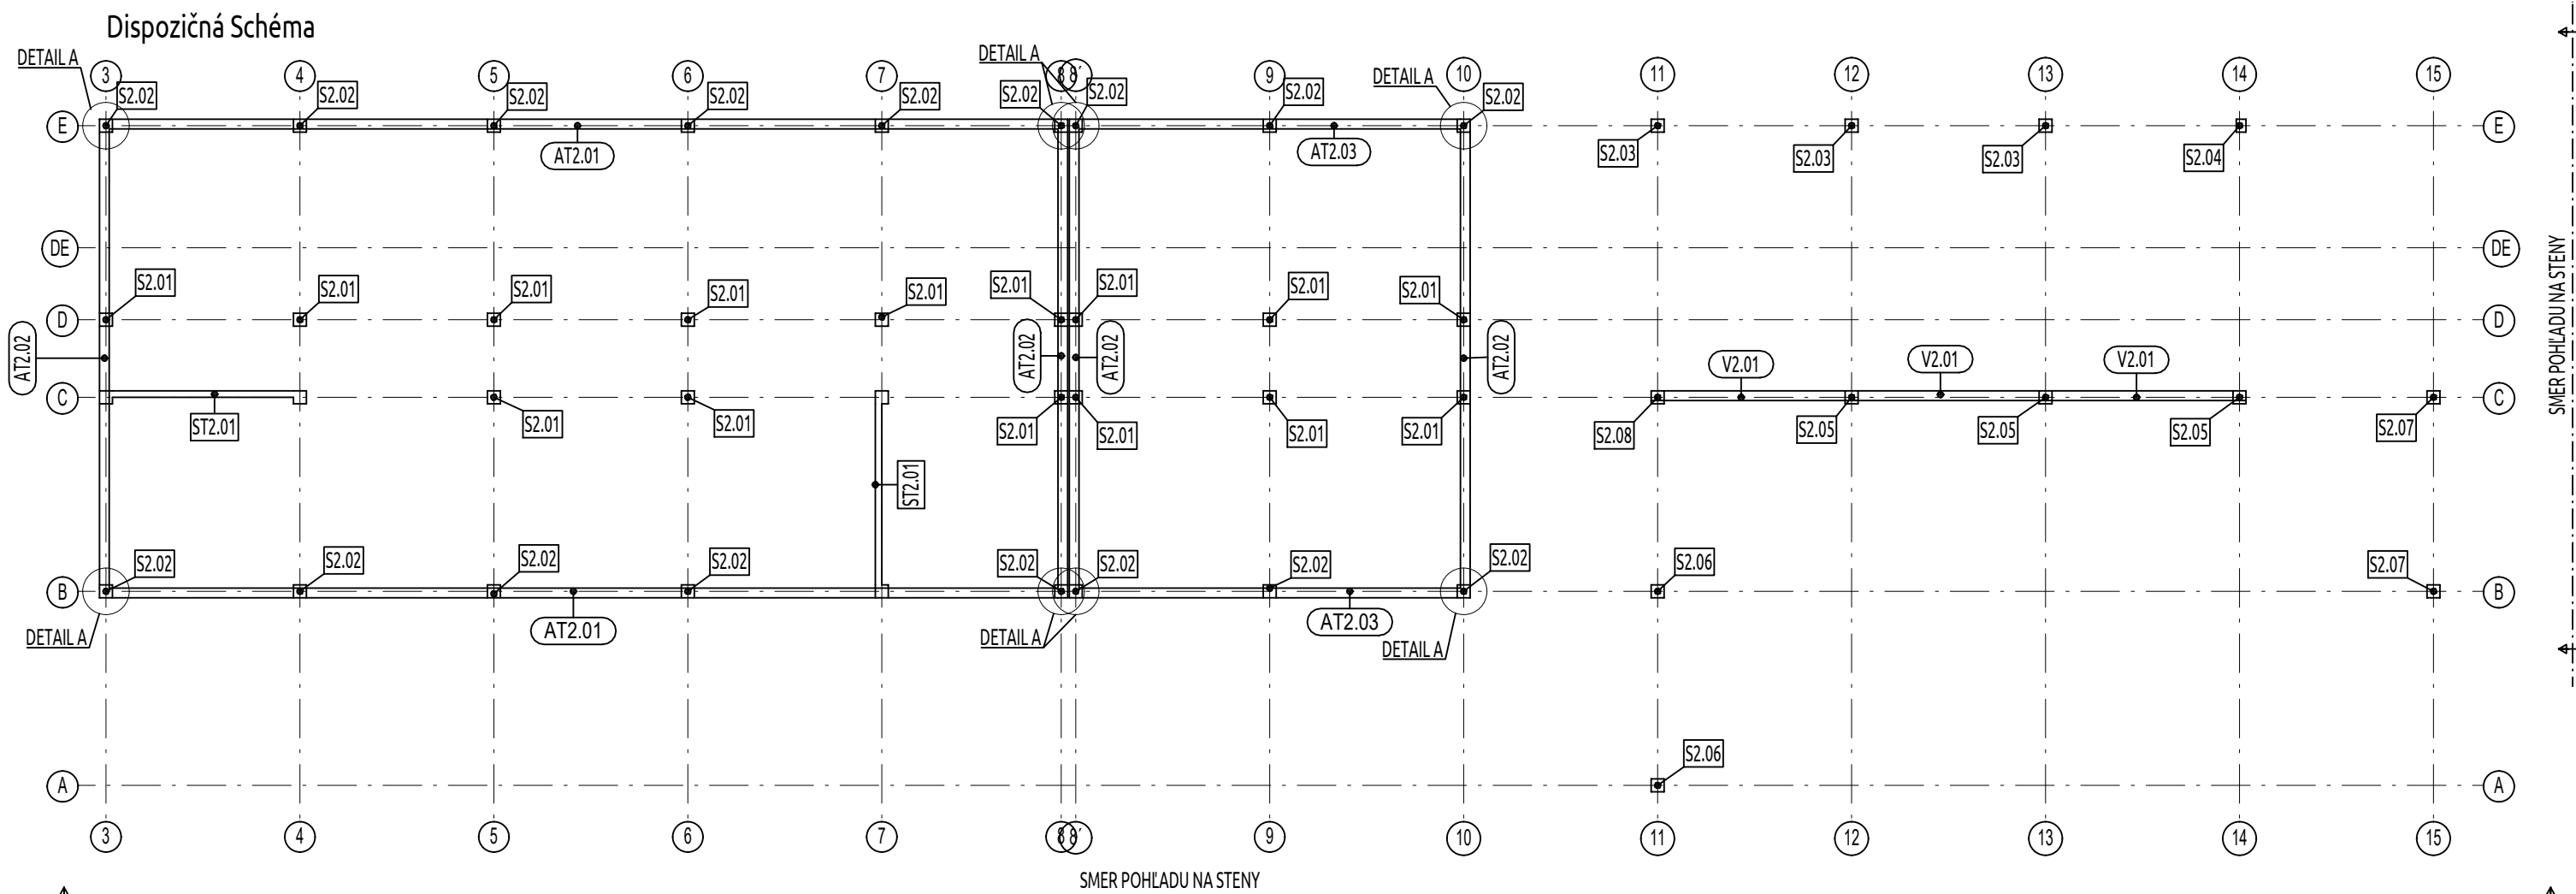 Dispozičná Schéma
DETAIL A
DETAIL A
DETAIL A
3 4 5 6 7 8 8' 9 10 11 12 13 14 15
S2.02 S2.02 S2.02 S2.02 S2.02 S2.02 S2.02 S2.02 S2.02
E E
AT2.01 AT2.03 S2.03 S2.03 S2.03 S2.04
DE DE
S2.01 S2.01 S2.01 S2.01 S2.01 S2.01 S2.01 S2.01 S2.01
D D
AT2.02 AT2.02 AT2.02 AT2.02 V2.01 V2.01 V2.01
SMER POHĽADU NA STENY
C C
ST2.01 S2.01 S2.01 S2.01 S2.01 S2.01 S2.01 S2.08 S2.05 S2.05 S2.05 S2.07
ST2.01
S2.02 S2.02 S2.02 S2.02 S2.02 S2.02 S2.02 S2.02 S2.06 S2.07
B B
AT2.01 AT2.03
DETAIL A DETAIL A DETAIL A
S2.06
A A
3 4 5 6 7 8 8' 9 10 11 12 13 14 15
SMER POHĽADU NA STENY